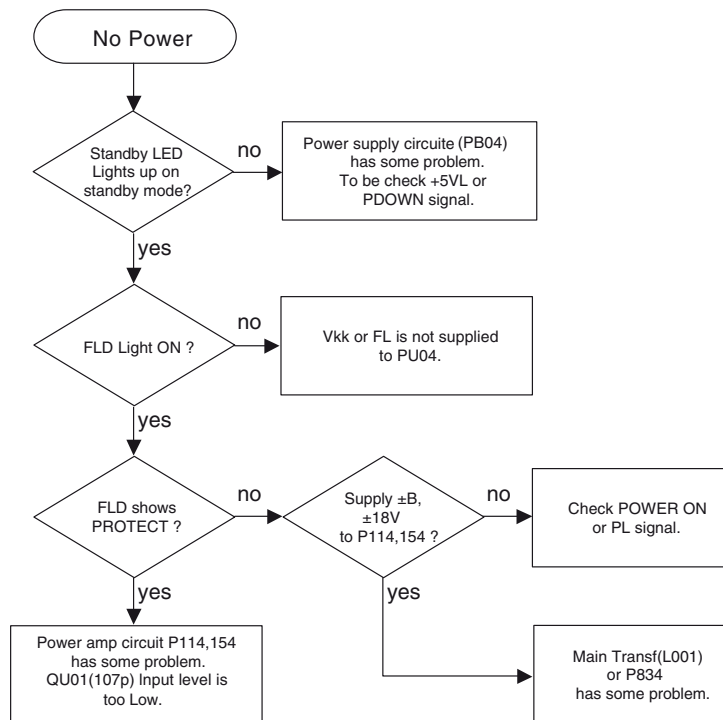 No Power
Standby LED
Lights up on
standby mode?
no
Power supply circuite (PB04)
has some problem.
To be check +5VL or
PDOWN signal.
yes
FLD Light ON ?
no
Vkk or FL is not supplied
to PU04.
yes
FLD shows
PROTECT ?
no
Supply ±B,
±18V
to P114,154 ?
no
Check POWER ON
or PL signal.
yes
Power amp circuit P114,154
has some problem.
QU01(107p) Input level is
too Low.
yes
Main Transf(L001)
or P834
has some problem.